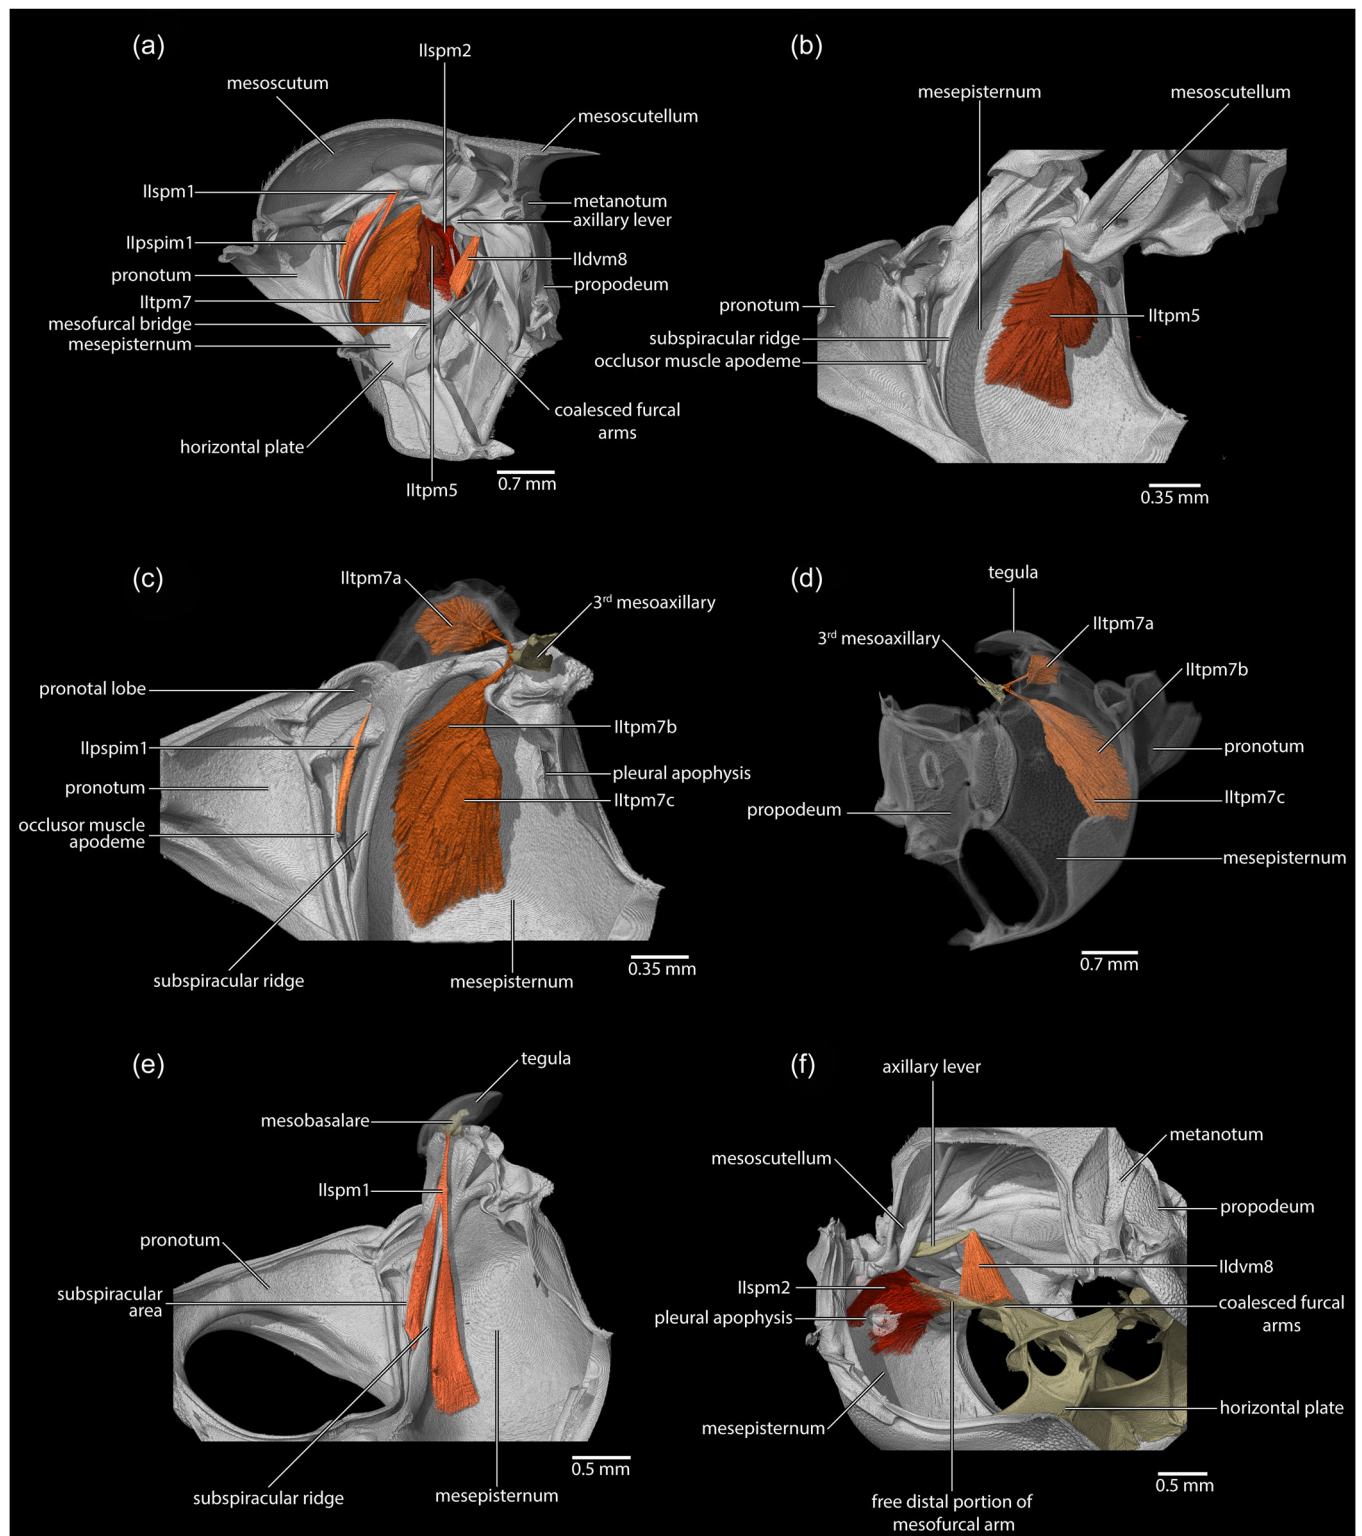 (a)
IIspm2
mesoscutum
mesoscutellum
IIspm1
metanotum
axillary lever
IIpspim1
IIdvm8
pronotum
propodeum
IItpm7
mesofurcal bridge
mesepisternum
coalesced furcal
arms
horizontal plate
IItpm5
0.7 mm
(b)
mesepisternum
mesoscutellum
pronotum
IItpm5
subspiracular ridge
occlusor muscle apodeme
0.35 mm
(c)
IItpm7a
3rd mesoaxillary
pronotal lobe
IItpm7b
IIpspim1
pleural apophysis
pronotum
IItpm7c
occlusor muscle
apodeme
subspiracular ridge
mesepisternum
0.35 mm
(d)
tegula
IItpm7a
3rd mesoaxillary
IItpm7b
pronotum
IItpm7c
propodeum
mesepisternum
0.7 mm
(e)
tegula
mesobasalare
IIspm1
pronotum
subspiracular
area
subspiracular ridge
mesepisternum
0.5 mm
(f)
axillary lever
metanotum
mesoscutellum
propodeum
IIdvm8
IIspm2
coalesced furcal
arms
pleural apophysis
horizontal plate
mesepisternum
0.5 mm
free distal portion of
mesofurcal arm